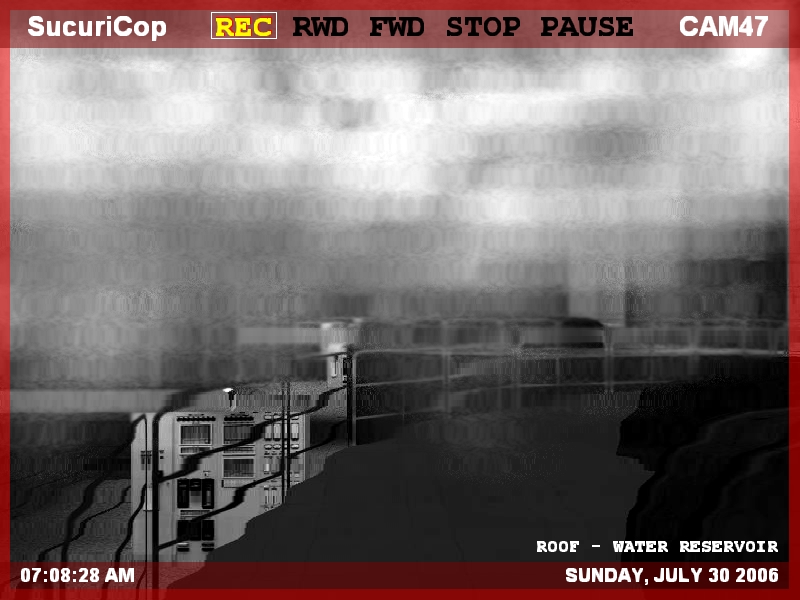 SucuriCop REC RWD FWD STOP PAUSE CAM47
ROOF - WATER RESERVOIR
07:08:28 AM SUNDAY, JULY 30 2006